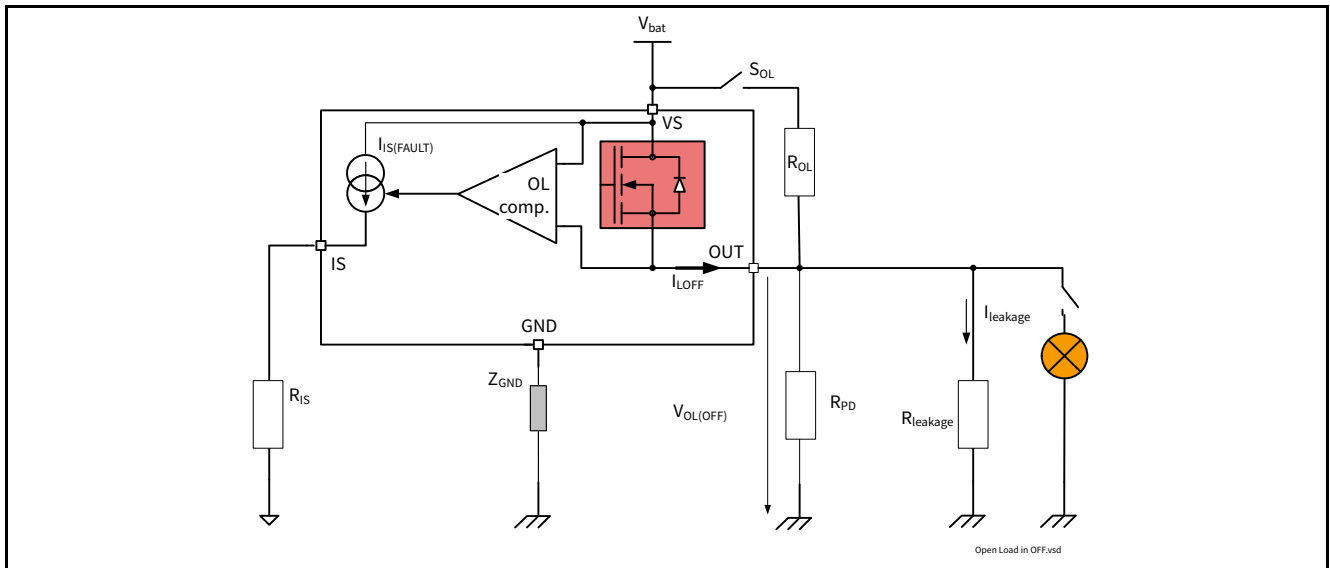 Vbat
SOL
VS
IIS(FAULT)
ROL
OL
comp.
OUT
IS
ILOFF
GND
Ileakage
ZGND
RIS
VOL(OFF)
RPD
Rleakage
Open Load in OFF.vsd